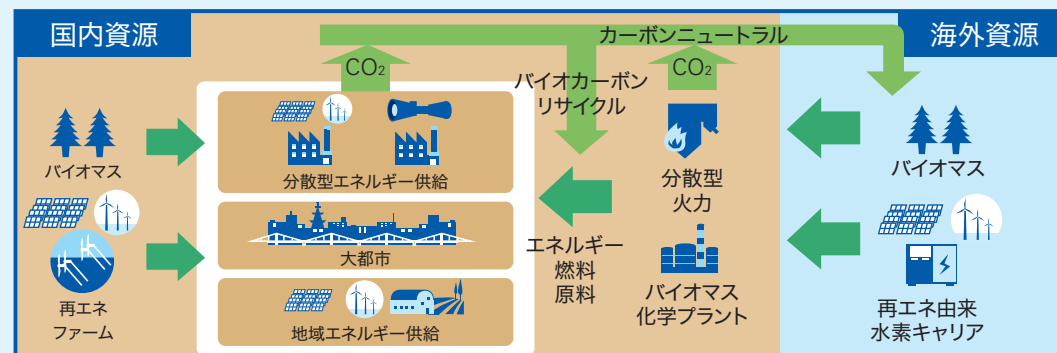 国内資源
カーボンニュートラル
海外資源
CO₂
CO₂
バイオカーボン
リサイクル
バイオマス
分散型エネルギー供給
分散型
火力
バイオマス
大都市
エネルギー
燃料
原料
再エネ
ファーム
地域エネルギー供給
バイオマス
化学プラント
再エネ由来
水素キャリア